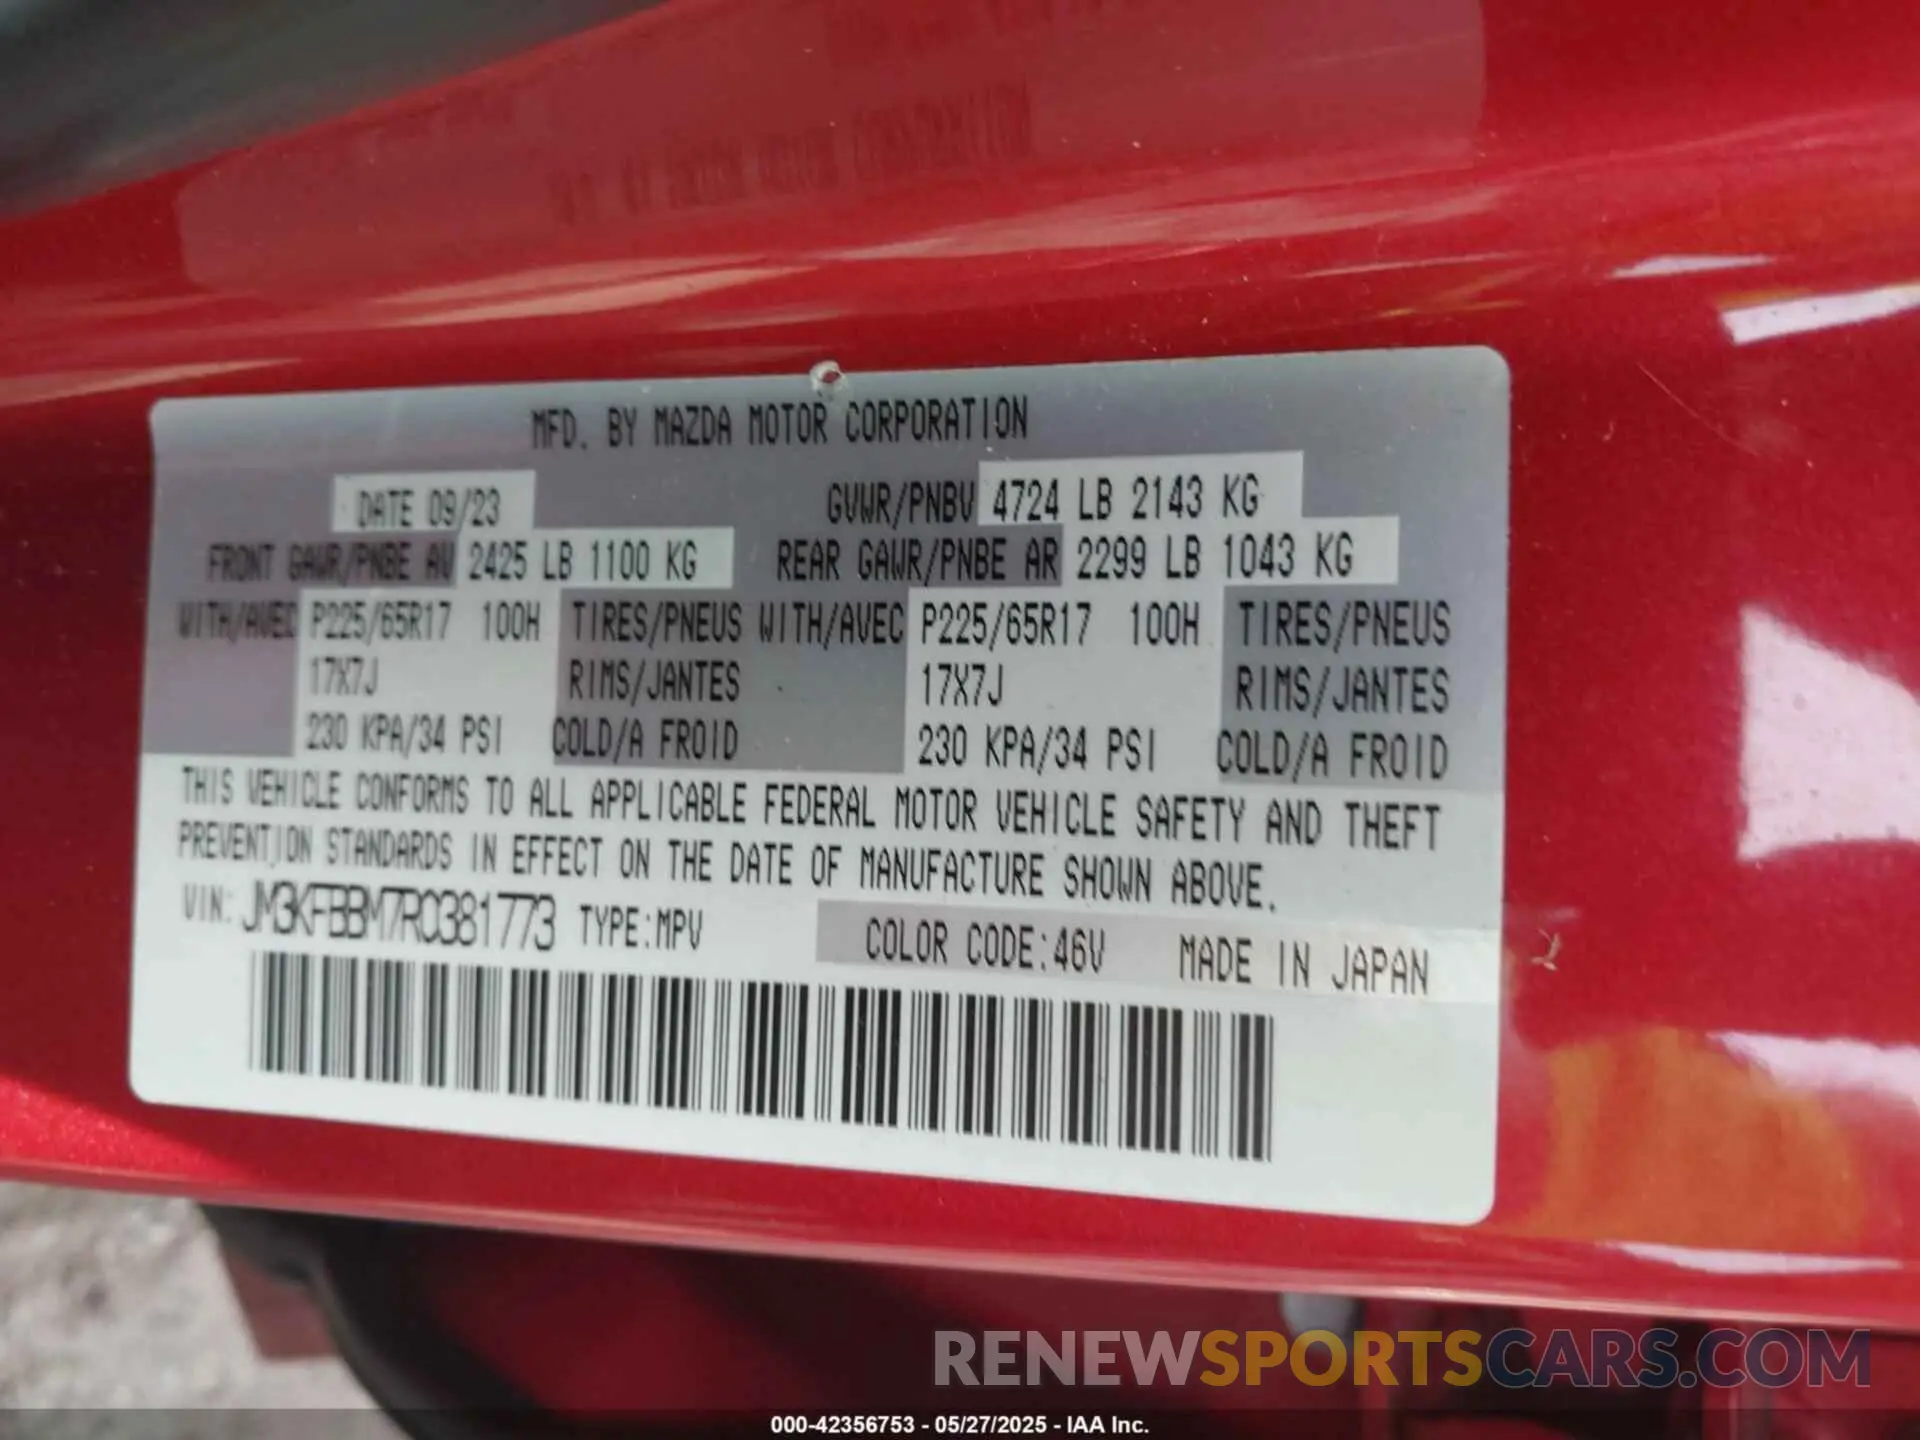 MFD. BY MAZDA MOTOR CORPORATION
DATE 09/23 GVWR/PNBV 4724 LB 2143 KG
FRONT GAWR/PNBE AV 2425 LB 1100 KG REAR GAWR/PNBE AR 2299 LB 1043 KG
WITH/AVEC P225/65R17 100H TIRES/PNEUS WITH/AVEC P225/65R17 100H TIRES/PNEUS
17X7J RIMS/JANTES 17X7J RIMS/JANTES
230 KPA/34 PSI COLD/A FROID 230 KPA/34 PSI COLD/A FROID
THIS VEHICLE CONFORMS TO ALL APPLICABLE FEDERAL MOTOR VEHICLE SAFETY AND THEFT
PREVENTION STANDARDS IN EFFECT ON THE DATE OF MANUFACTURE SHOWN ABOVE.
VIN: JM3KFBBM7R0381773 TYPE:MPV COLOR CODE:46V MADE IN JAPAN
RENEWSPORTSCARS.COM
000-42356753 - 05/27/2025 - IAA Inc.